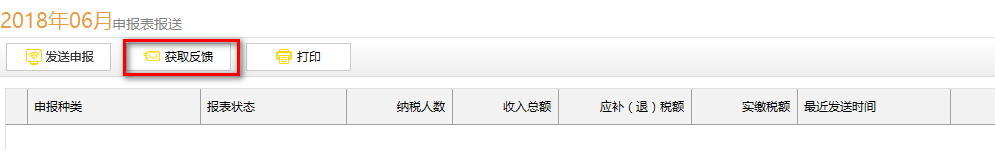 2018年06月申报表报送
发送申报 获取反馈 打印
申报种类 报表状态 纳税人数 收入总额 应补（退）税额 实缴税额 最近发送时间